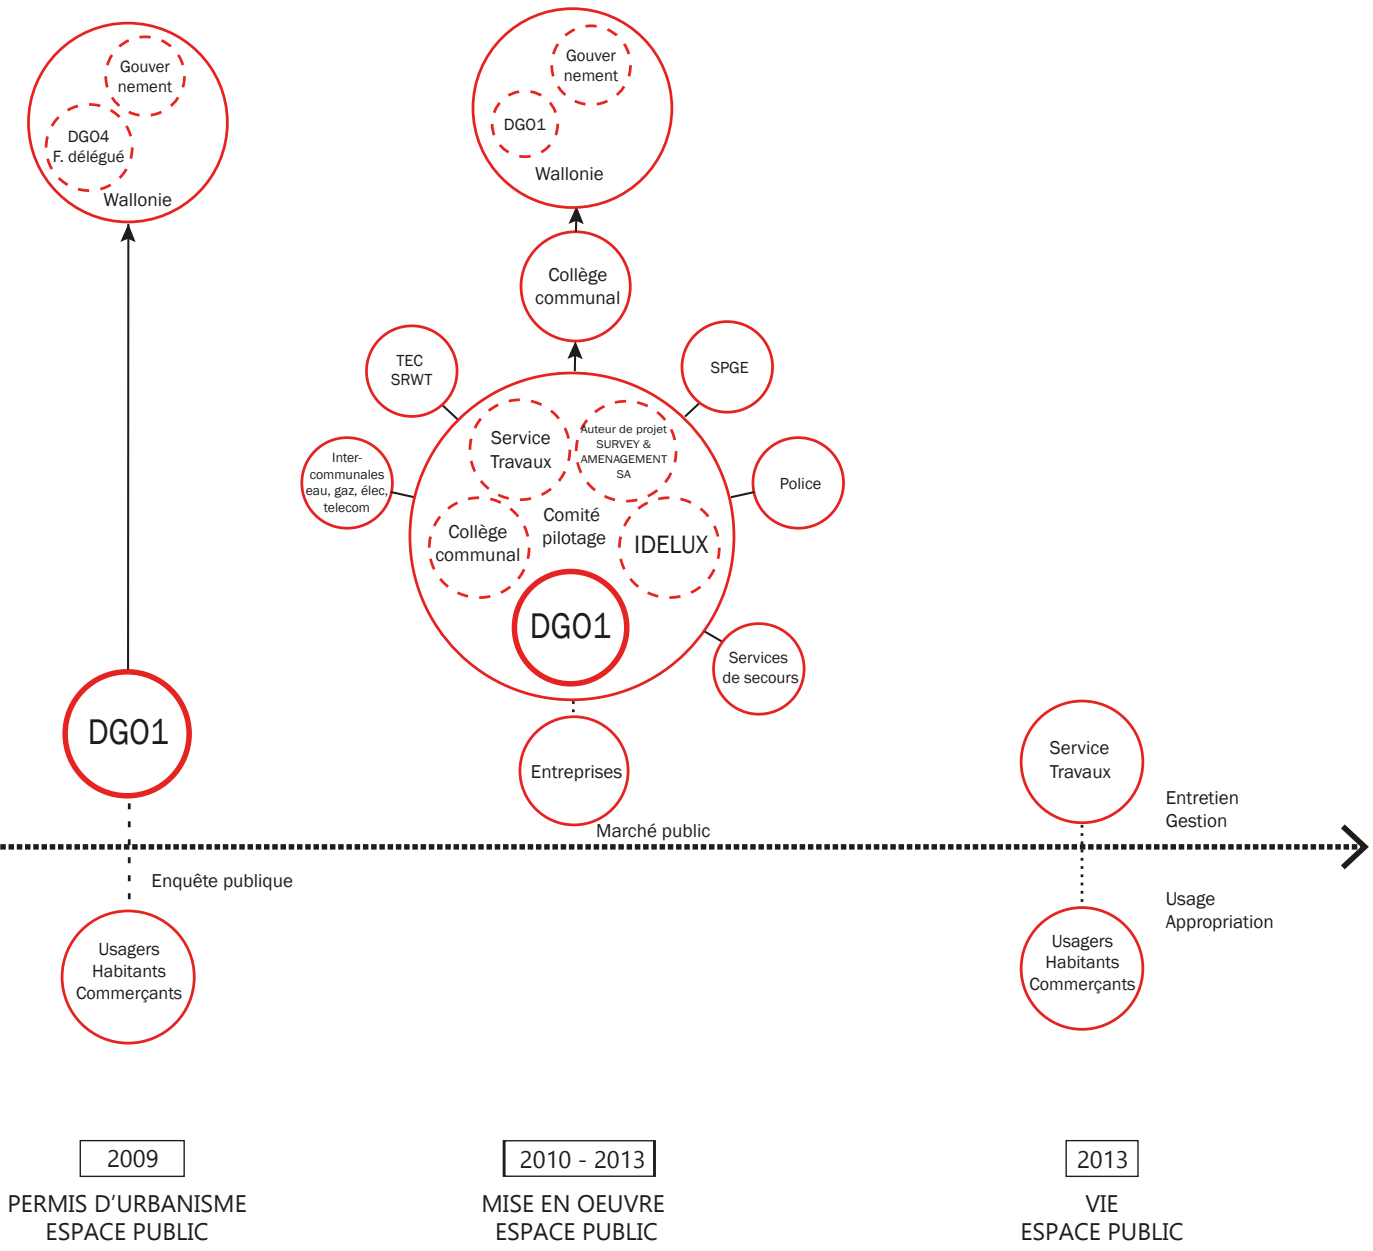 Gouver
nement
DGO4
F. délégué
Wallonie
DGO1
Enquête publique
Usagers
Habitants
Commerçants
2009
PERMIS D'URBANISME
ESPACE PUBLIC
Gouver
nement
DGO1
Wallonie
Collège
communal
TEC
SRWT
SPGE
Inter-
communales
eau, gaz, élec,
telecom
Police
Service
Travaux
Auteur de projet
SURVEY &
AMENAGEMENT
SA
Collège
communal
Comité
pilotage
IDELUX
DGO1
Services
de secours
Entreprises
Marché public
2010 - 2013
MISE EN OEUVRE
ESPACE PUBLIC
Service
Travaux
Entretien
Gestion
Usage
Appropriation
Usagers
Habitants
Commerçants
2013
VIE
ESPACE PUBLIC